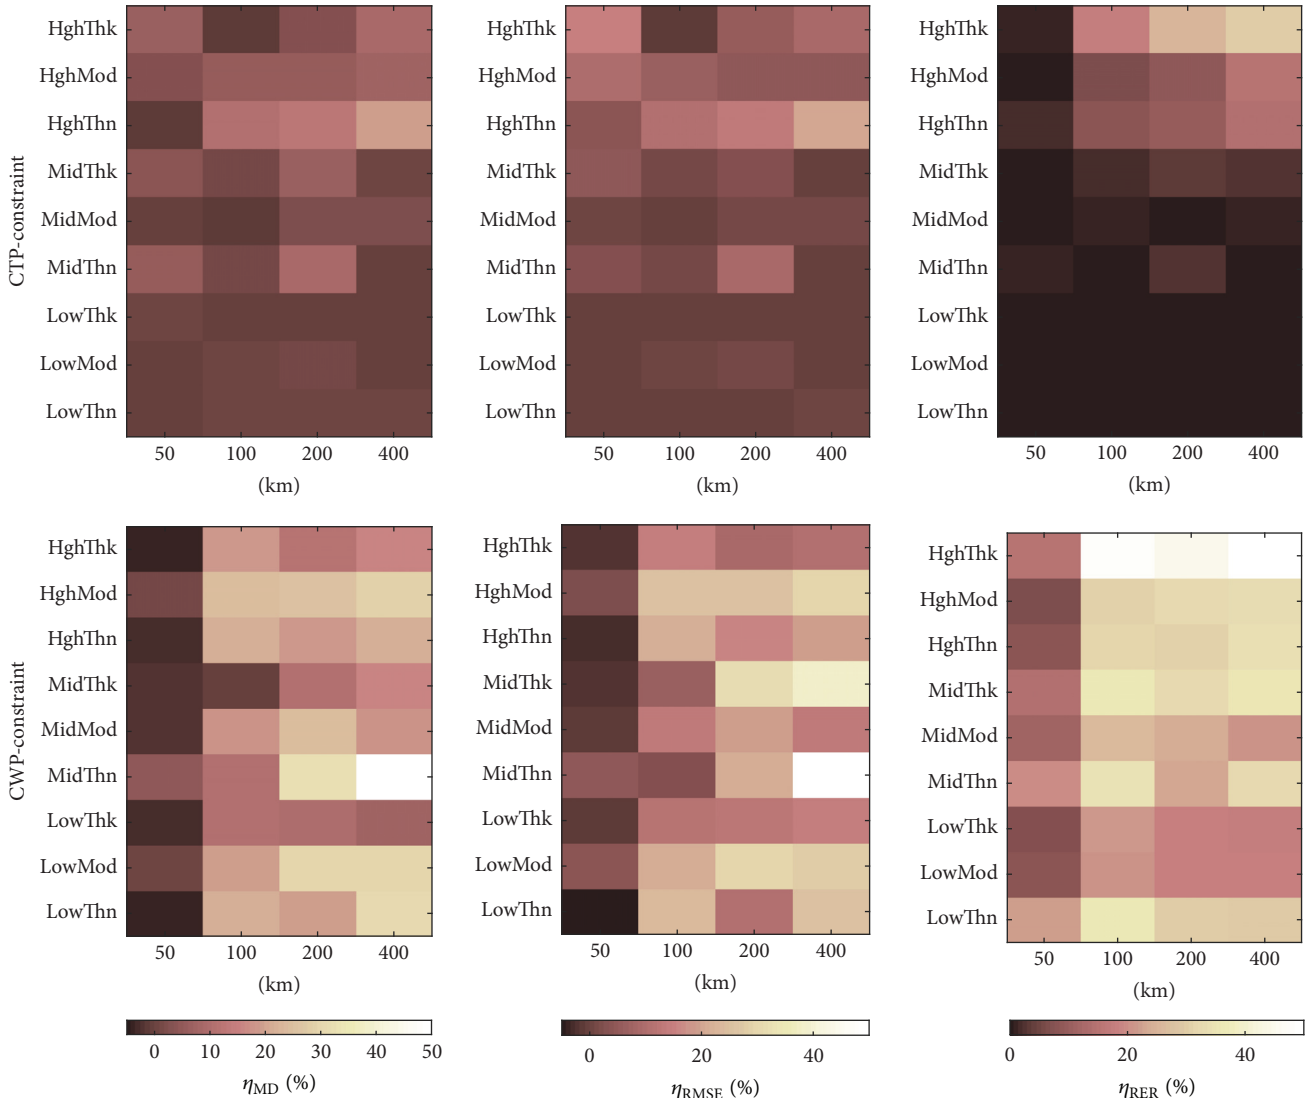 CTP-constraint
HghThk
HghMod
HghThn
MidThk
MidMod
MidThn
LowThk
LowMod
LowThn
50 100 200 400
(km)
HghThk
HghMod
HghThn
MidThk
MidMod
MidThn
LowThk
LowMod
LowThn
50 100 200 400
(km)
HghThk
HghMod
HghThn
MidThk
MidMod
MidThn
LowThk
LowMod
LowThn
50 100 200 400
(km)
CWP-constraint
HghThk
HghMod
HghThn
MidThk
MidMod
MidThn
LowThk
LowMod
LowThn
50 100 200 400
(km)
HghThk
HghMod
HghThn
MidThk
MidMod
MidThn
LowThk
LowMod
LowThn
50 100 200 400
(km)
HghThk
HghMod
HghThn
MidThk
MidMod
MidThn
LowThk
LowMod
LowThn
50 100 200 400
(km)
0 10 20 30 40 50
ηMD (%)
0 20 40
ηRMSE (%)
0 20 40
ηRER (%)